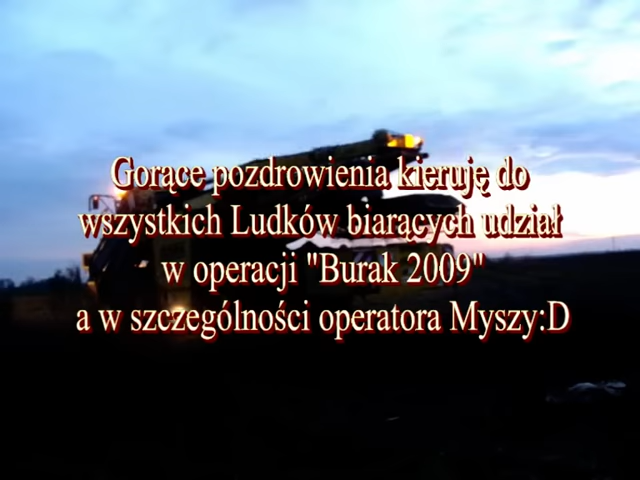 Gorące pozdrowienia kieruję do
wszystkich Ludków biarących udział
w operacji "Burak 2009"
a w szczególności operatora Myszy:D